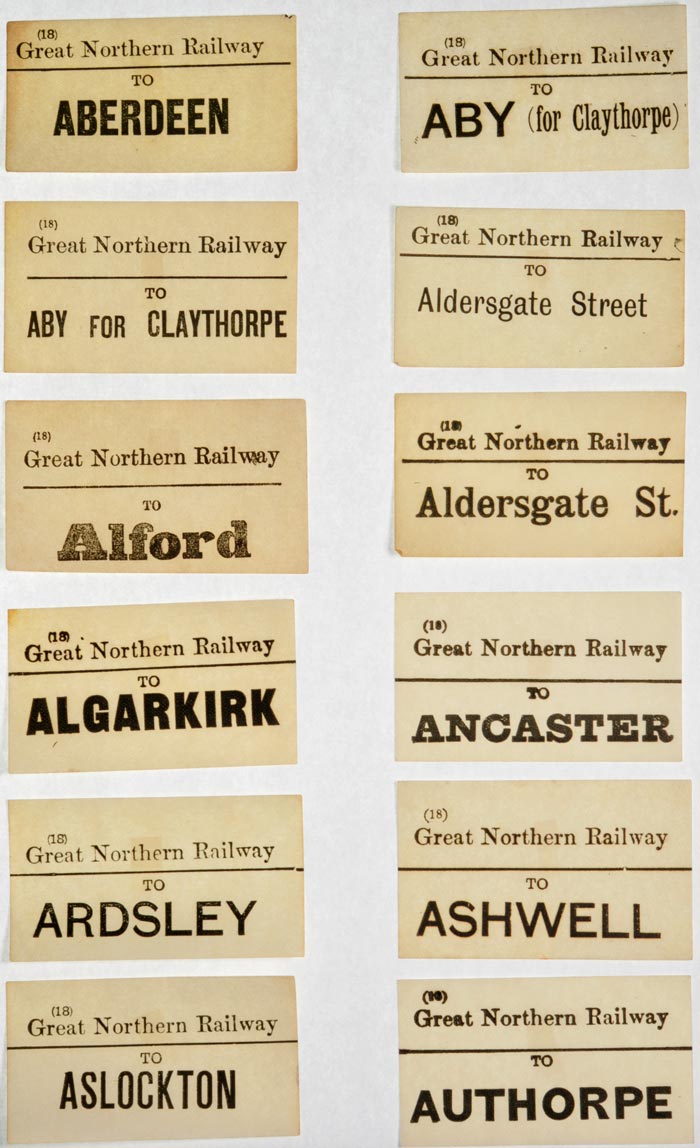 (18)
Great Northern Railway
TO
ABERDEEN
(18)
Great Northern Railway
TO
ABY (for Claythorpe)
(18)
Great Northern Railway
TO
ABY FOR CLAYTHORPE
(18)
Great Northern Railway
TO
Aldersgate Street
(18)
Great Northern Railway
TO
Alford
(18)
Great Northern Railway
TO
Aldersgate St.
(18)
Great Northern Railway
TO
ALGARKIRK
(18)
Great Northern Railway
TO
ANCASTER
(18)
Great Northern Railway
TO
ARDSLEY
(18)
Great Northern Railway
TO
ASHWELL
(18)
Great Northern Railway
TO
ASLOCKTON
Great Northern Railway
TO
AUTHORPE